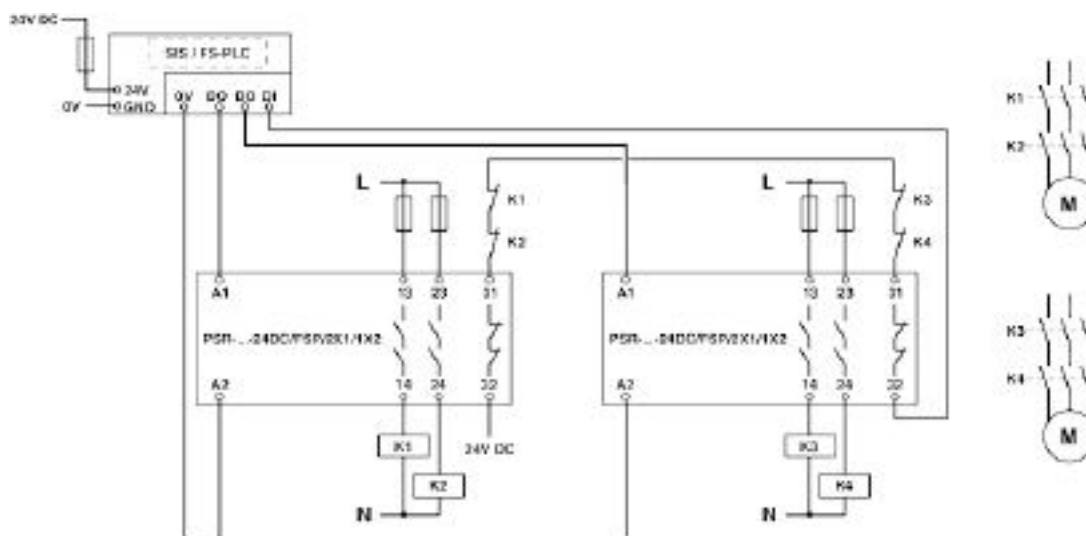 24V DC
SIS / FS-PLC
24V
0V
GND
0V DO DO DI
K1
K2
M
L
L
K1
K2
K3
K4
A1 13 23 31
PSR-...-24DC/FSP/2X1/1X2
A2 14 24 32
A1 13 23 31
PSR-...-24DC/FSP/2X1/1X2
A2 14 24 32
K1
K2
24V DC
N
K3
K4
N
K3
K4
M